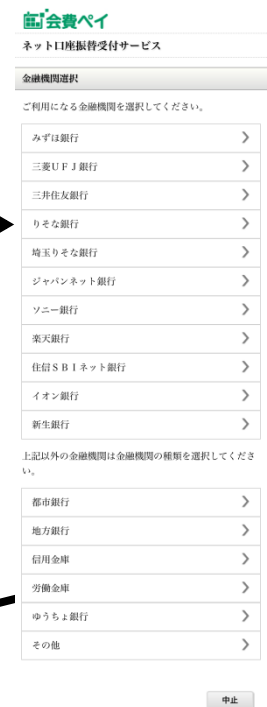 会費ペイ
ネット口座振替受付サービス
金融機関選択
ご利用になる金融機関を選択してください。
みずほ銀行
三菱UFJ銀行
三井住友銀行
りそな銀行
埼玉りそな銀行
ジャパンネット銀行
ソニー銀行
楽天銀行
住信SBIネット銀行
イオン銀行
新生銀行
上記以外の金融機関は金融機関の種類を選択してくださ
い。
都市銀行
地方銀行
信用金庫
労働金庫
ゆうちょ銀行
その他
中止